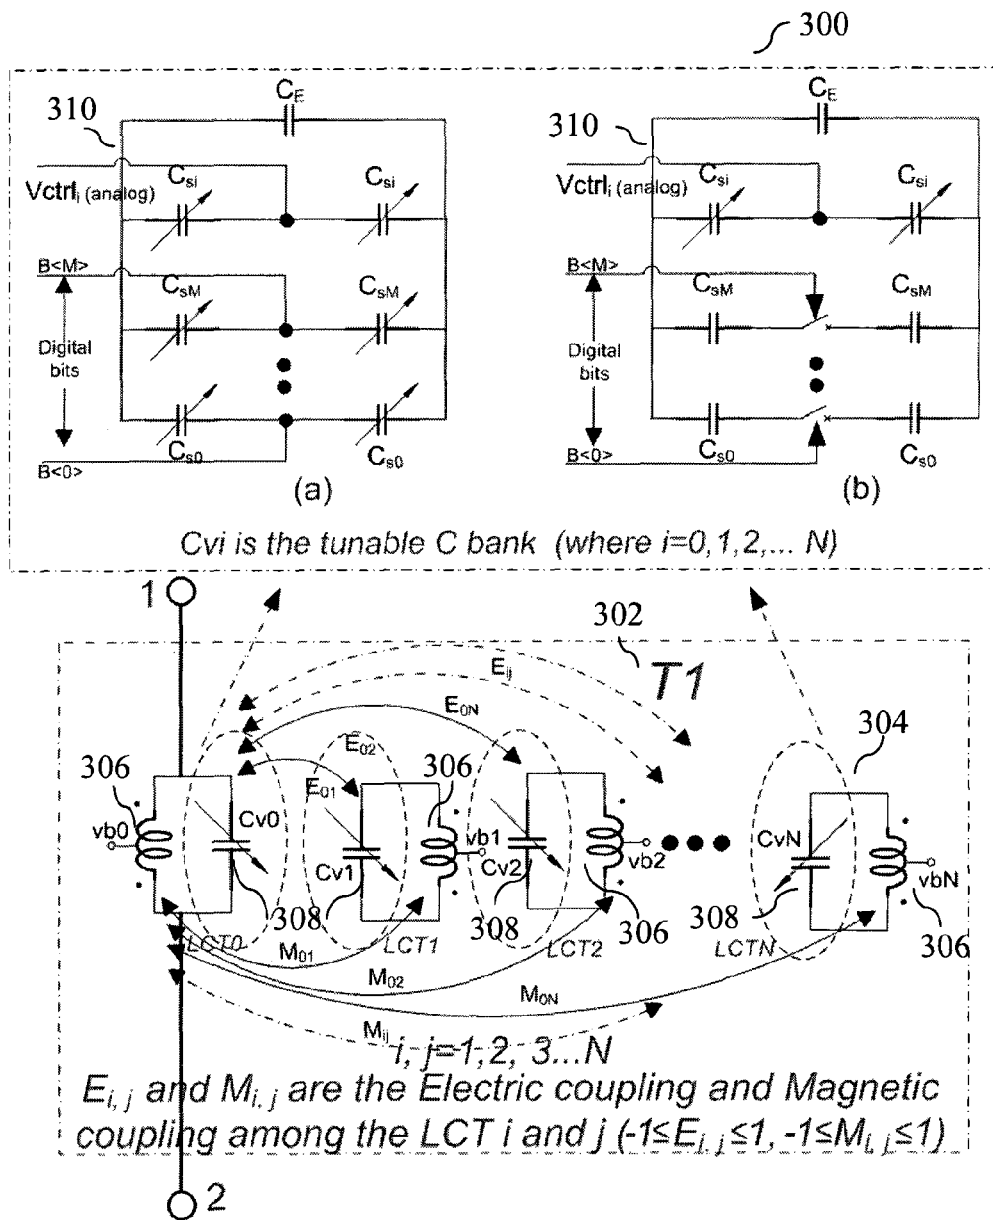 300
C_E
310
Vctrl_i (analog)
C_si
C_si
B<M>
C_sM
C_sM
Digital
bits
B<0>
C_s0
C_s0
(a)
C_E
310
Vctrl_i (analog)
C_si
C_si
B<M>
C_sM
C_sM
Digital
bits
B<0>
C_s0
C_s0
(b)
Cvi is the tunable C bank (where i=0,1,2,... N)
1
302
T1
E_ij
E_0N
304
E_02
306
306
E_01
vb0
Cv0
Cv1
vb1
Cv2
vb2
CvN
vbN
308
308
306
308
306
LCT0
LCT1
LCT2
LCTN
M_01
M_02
M_0N
M_ij
i, j=1,2, 3...N
E_i,j and M_i,j are the Electric coupling and Magnetic
coupling among the LCT i and j (-1≤E_i,j≤1, -1≤M_i,j≤1)
2